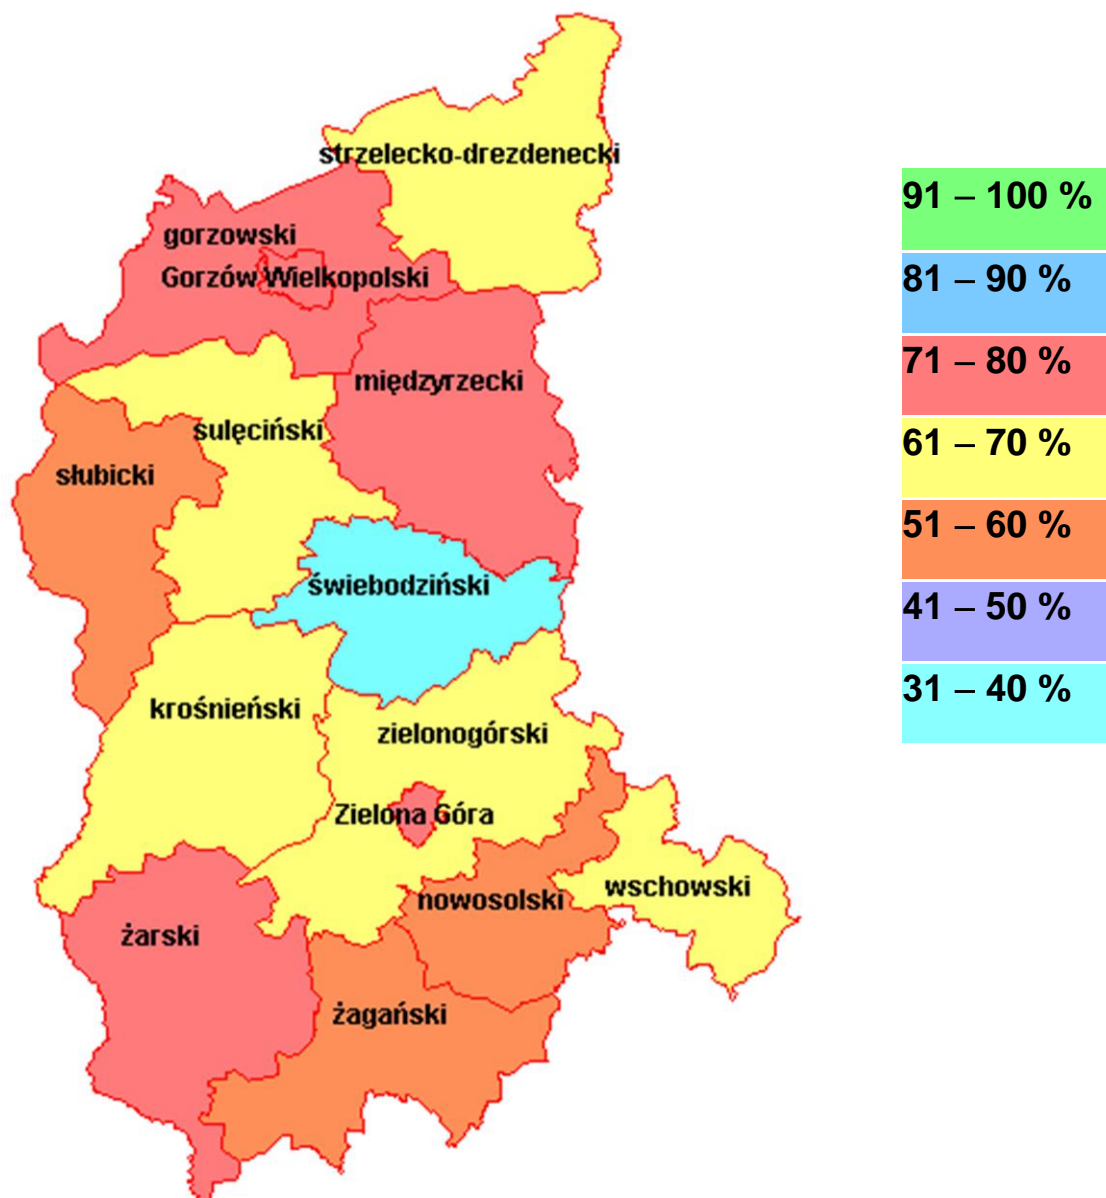 strzelecko-drezdenecki
gorzowski
Gorzów Wielkopolski
międzyrzecki
sulęciński
słubicki
świebodziński
krośnieński
zielonogórski
Zielona Góra
wschowski
nowosolski
żarski
żagański
91 – 100 %
81 – 90 %
71 – 80 %
61 – 70 %
51 – 60 %
41 – 50 %
31 – 40 %